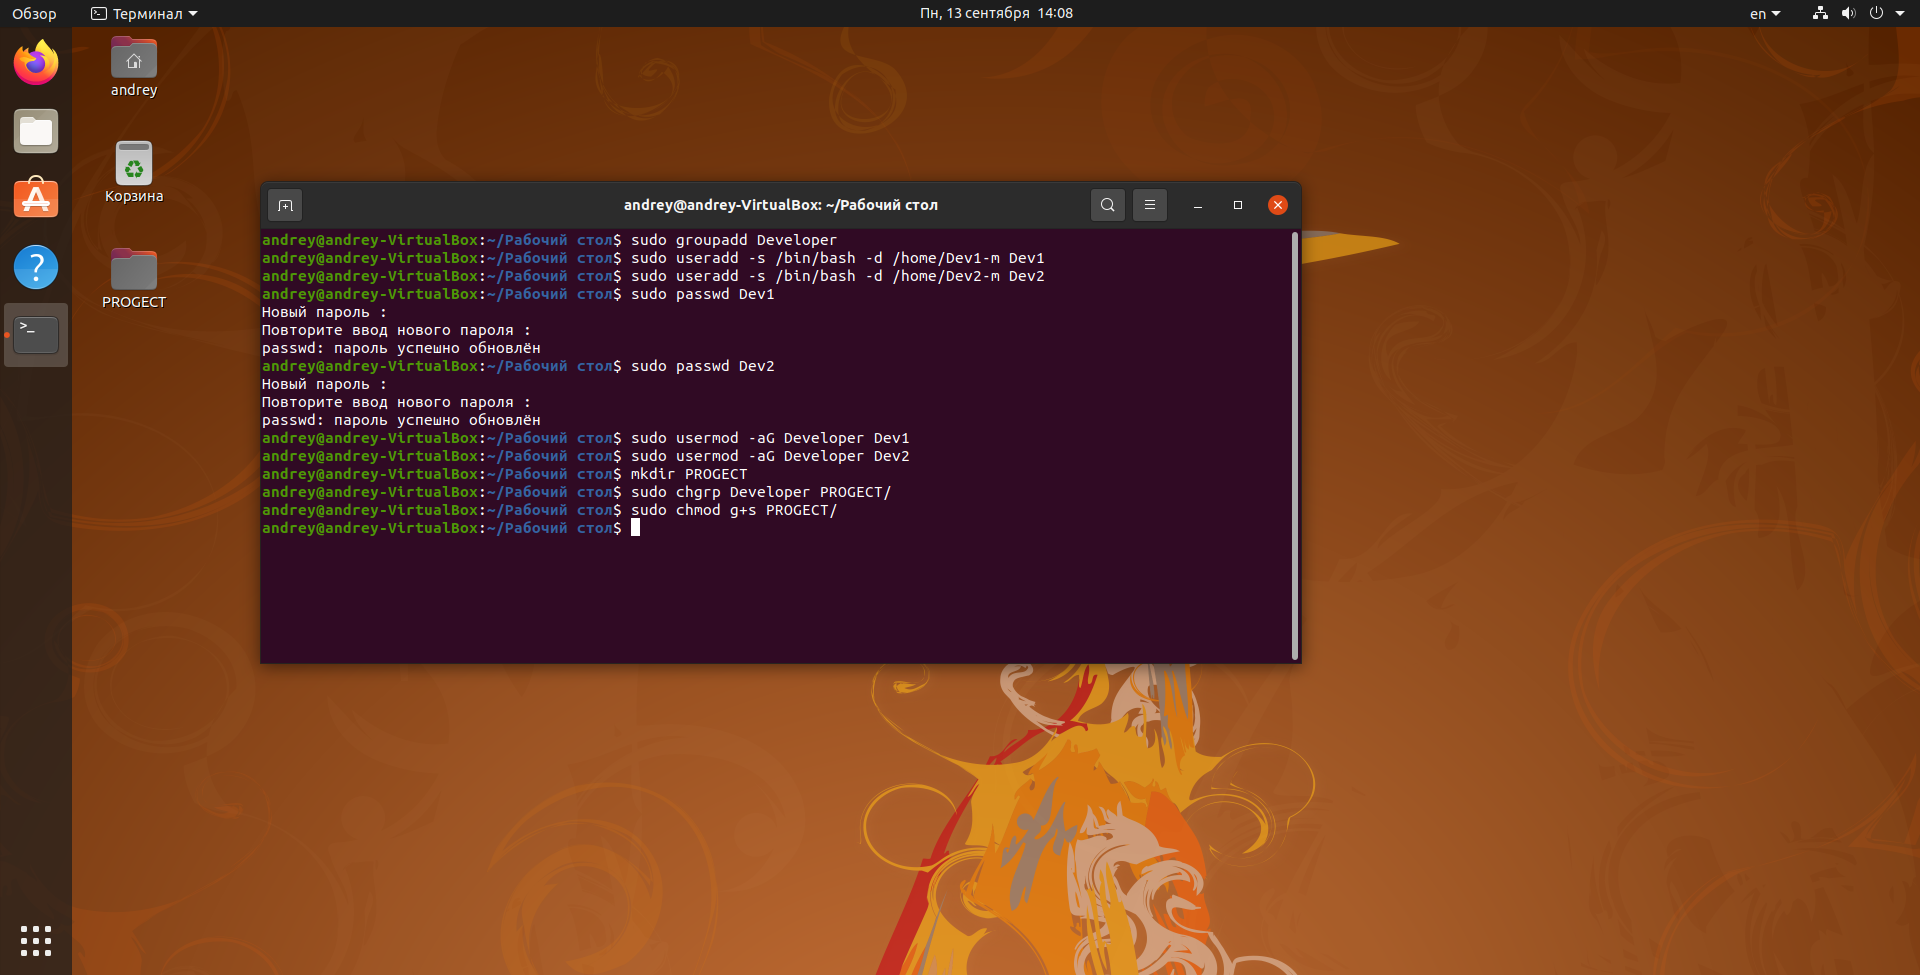 Обзор
Терминал
Пн, 13 сентября 14:08
en
andrey
Корзина
PROGECT
andrey@andrey-VirtualBox: ~/Рабочий стол
andrey@andrey-VirtualBox:~/Рабочий стол$ sudo groupadd Developer
andrey@andrey-VirtualBox:~/Рабочий стол$ sudo useradd -s /bin/bash -d /home/Dev1-m Dev1
andrey@andrey-VirtualBox:~/Рабочий стол$ sudo useradd -s /bin/bash -d /home/Dev2-m Dev2
andrey@andrey-VirtualBox:~/Рабочий стол$ sudo passwd Dev1
Новый пароль :
Повторите ввод нового пароля :
passwd: пароль успешно обновлён
andrey@andrey-VirtualBox:~/Рабочий стол$ sudo passwd Dev2
Новый пароль :
Повторите ввод нового пароля :
passwd: пароль успешно обновлён
andrey@andrey-VirtualBox:~/Рабочий стол$ sudo usermod -aG Developer Dev1
andrey@andrey-VirtualBox:~/Рабочий стол$ sudo usermod -aG Developer Dev2
andrey@andrey-VirtualBox:~/Рабочий стол$ mkdir PROGECT
andrey@andrey-VirtualBox:~/Рабочий стол$ sudo chgrp Developer PROGECT/
andrey@andrey-VirtualBox:~/Рабочий стол$ sudo chmod g+s PROGECT/
andrey@andrey-VirtualBox:~/Рабочий стол$